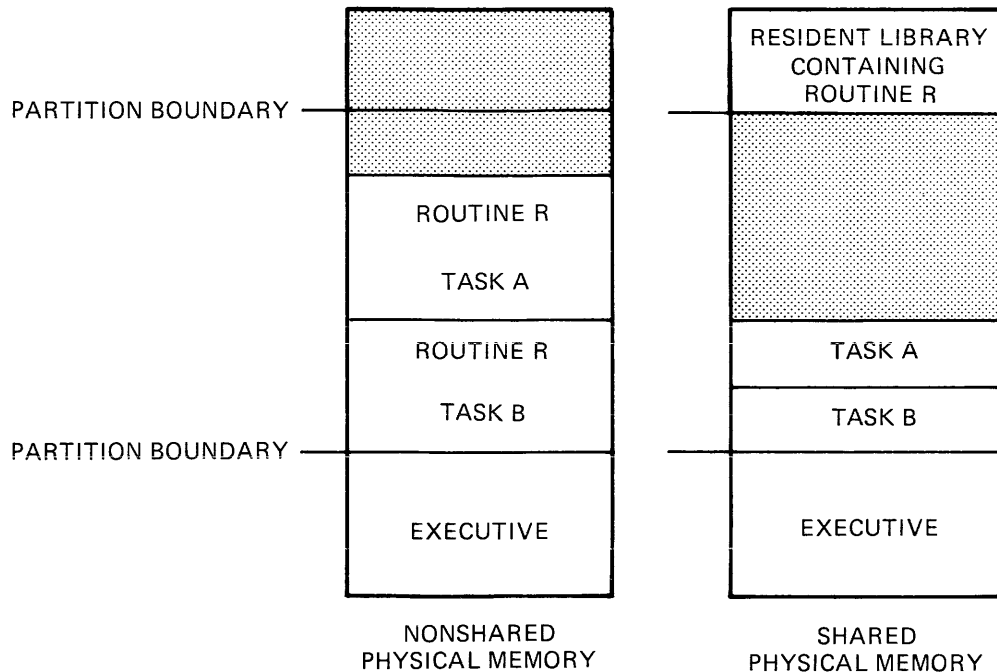 RESIDENT LIBRARY
CONTAINING
ROUTINE R
PARTITION BOUNDARY
ROUTINE R
TASK A
ROUTINE R
TASK A
TASK B
TASK B
PARTITION BOUNDARY
EXECUTIVE
EXECUTIVE
NONSHARED
PHYSICAL MEMORY
SHARED
PHYSICAL MEMORY